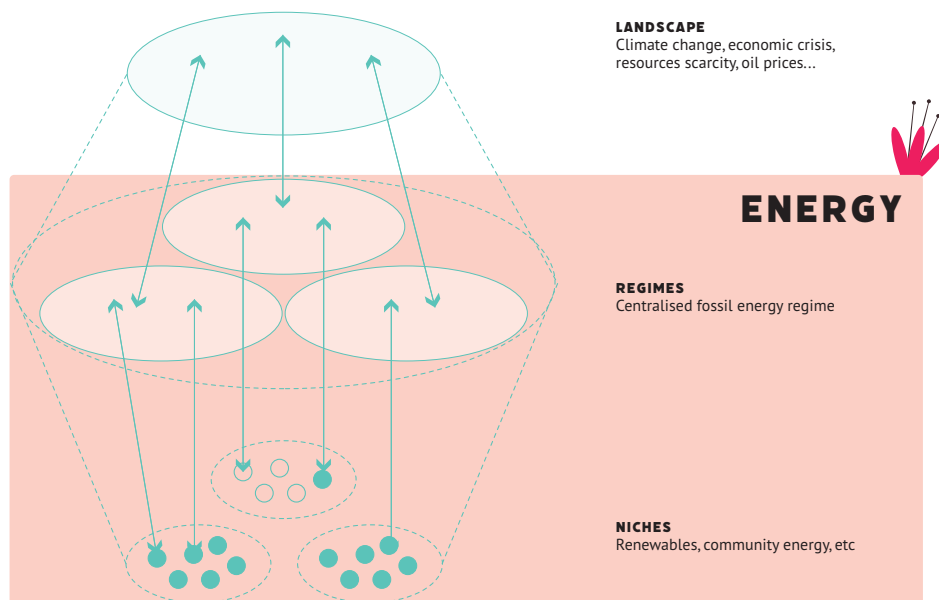 LANDSCAPE
Climate change, economic crisis,
resources scarcity, oil prices...
ENERGY
REGIMES
Centralised fossil energy regime
NICHES
Renewables, community energy, etc